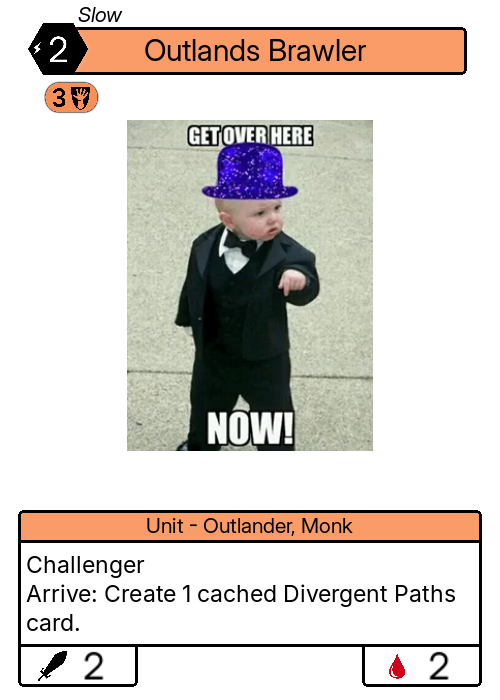 Slow
2
Outlands Brawler
3
GET OVER HERE
NOW!
Unit - Outlander, Monk
Challenger
Arrive: Create 1 cached Divergent Paths
card.
2
2